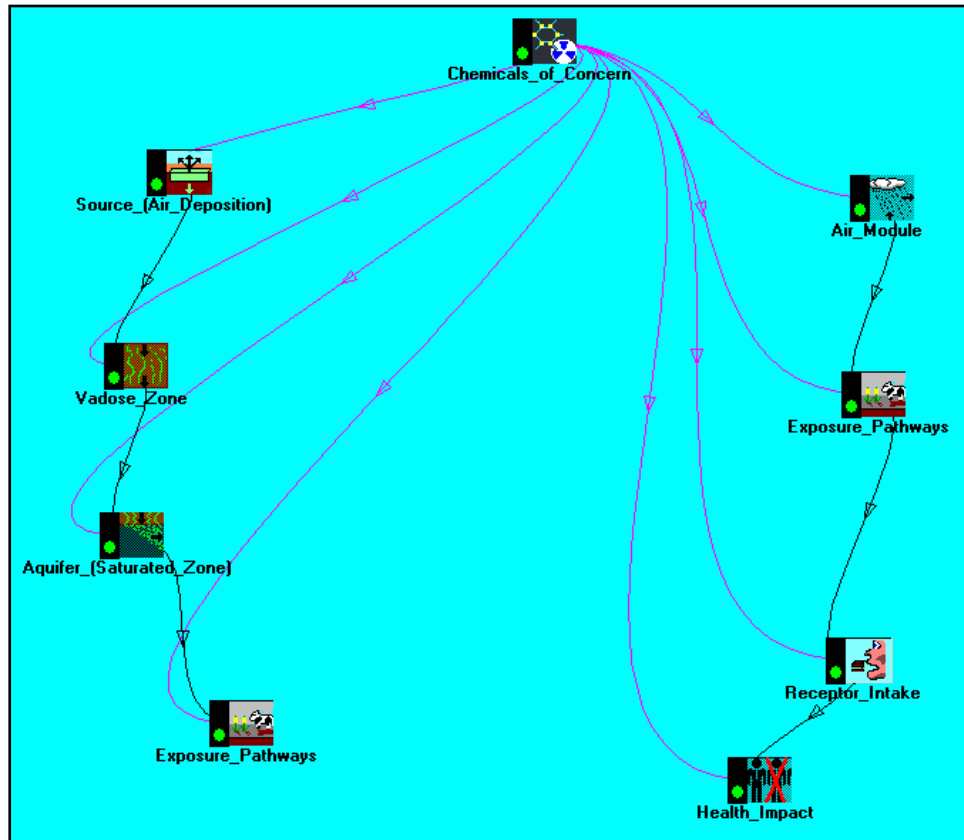 Chemicals_of_Concern
Source_(Air_Deposition)
Air_Module
Vadose_Zone
Exposure_Pathways
Aquifer_(Saturated_Zone)
Receptor_Intake
Exposure_Pathways
Health_Impact